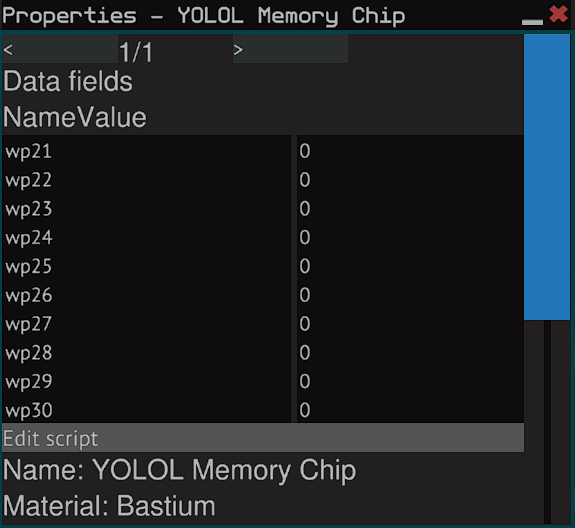 Properties - YOLOL Memory Chip
< 1/1 >
Data fields
NameValue
wp21 0
wp22 0
wp23 0
wp24 0
wp25 0
wp26 0
wp27 0
wp28 0
wp29 0
wp30 0
Edit script
Name: YOLOL Memory Chip
Material: Bastium